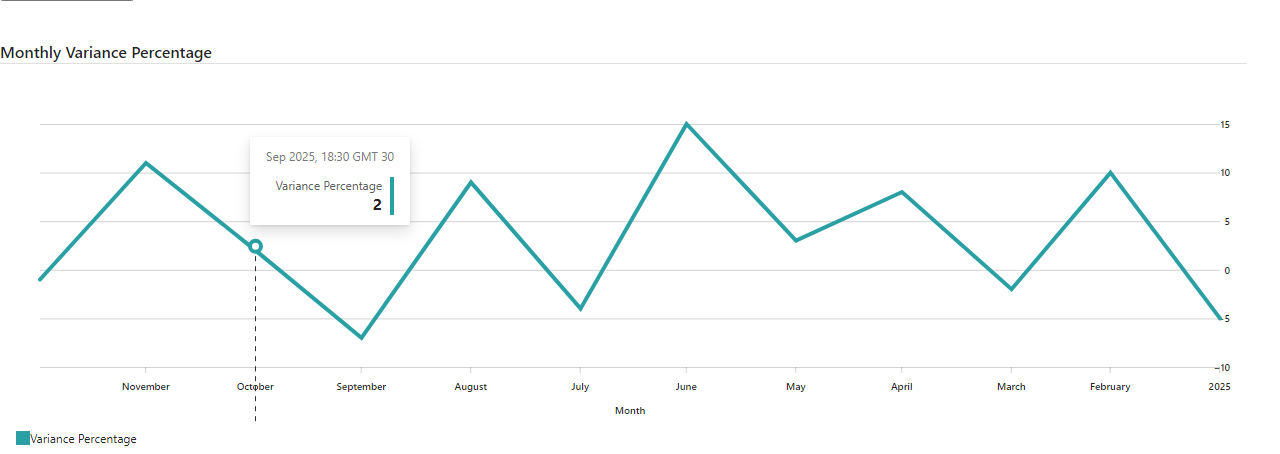 Monthly Variance Percentage
15
Sep 2025, 18:30 GMT 30
10
Variance Percentage
2
5
0
-5
−10
November October September August July June May April March February 2025
Month
Variance Percentage